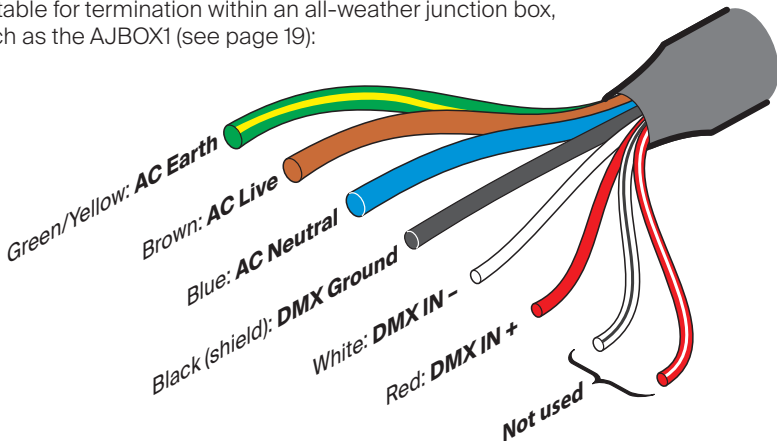 table for termination within an all-weather junction box,
ch as the AJBOX1 (see page 19):
Green/Yellow: AC Earth
Brown: AC Live
Blue: AC Neutral
Black (shield): DMX Ground
White: DMX IN –
Red: DMX IN +
Not used